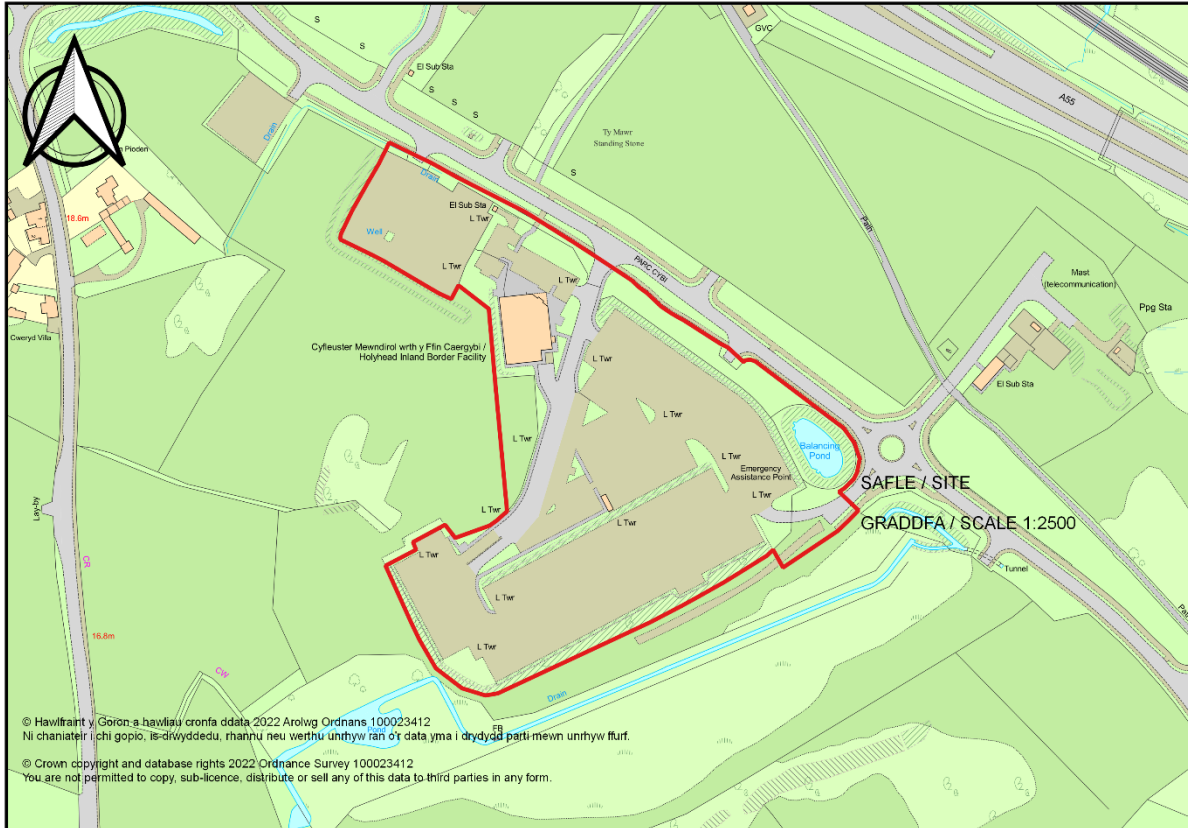 S
GVC
El Sub Sta
S
A55
S
S
S
Drain
Ty Mawr
Standing Stone
Pioden
S
Drain
18.6m
El Sub Sta
L Twr
Path
Well
L Twr
L Twr
PARC CYBI
Mast
(telecommunication)
Ppg Sta
Cweryd Villa
Cyfleuster Mewndirol wrth y Ffin Caergybi /
Holyhead Inland Border Facility
L Twr
El Sub Sta
L Twr
L Twr
Balancing
Pond
L Twr
Emergency
Assistance Point
SAFLE / SITE
L Twr
Lay-by
L Twr
L Twr
GRADDFA / SCALE 1:2500
CR
L Twr
Tunnel
L Twr
Path
16.8m
L Twr
CW
Drain
Pond
FB
© Hawlfraint y Goron a hawliau cronfa ddata 2022 Arolwg Ordnans 100023412
Ni chaniateir i chi gopio, is-drwyddedu, rhannu neu werthu unrhyw ran o'r data yma i drydydd parti mewn unrhyw ffurf.
© Crown copyright and database rights 2022 Ordnance Survey 100023412
You are not permitted to copy, sub-licence, distribute or sell any of this data to third parties in any form.